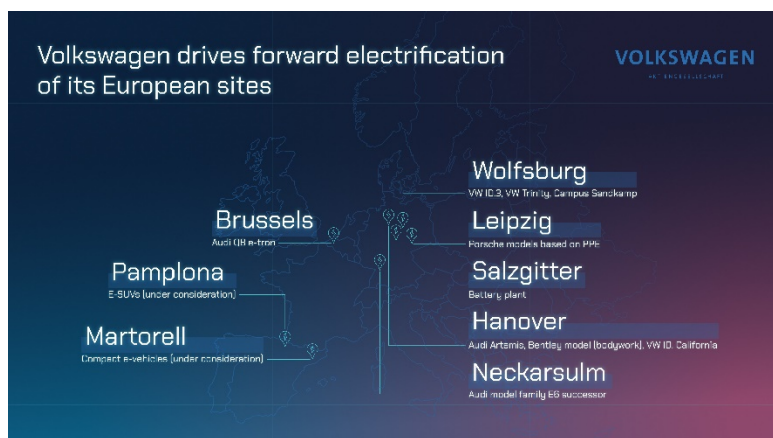 Volkswagen drives forward electrification
of its European sites
VOLKSWAGEN
AKTIENGESELLSCHAFT
Wolfsburg
VW ID.3, VW Trinity, Campus Sandkamp
Brussels
Audi Q8 e-tron
Leipzig
Porsche models based on PPE
Pamplona
E-SUVs (under consideration)
Salzgitter
Battery plant
Martorell
Compact e-vehicles (under consideration)
Hanover
Audi Artemis, Bentley model (bodywork), VW ID. California
Neckarsulm
Audi model family E6 successor